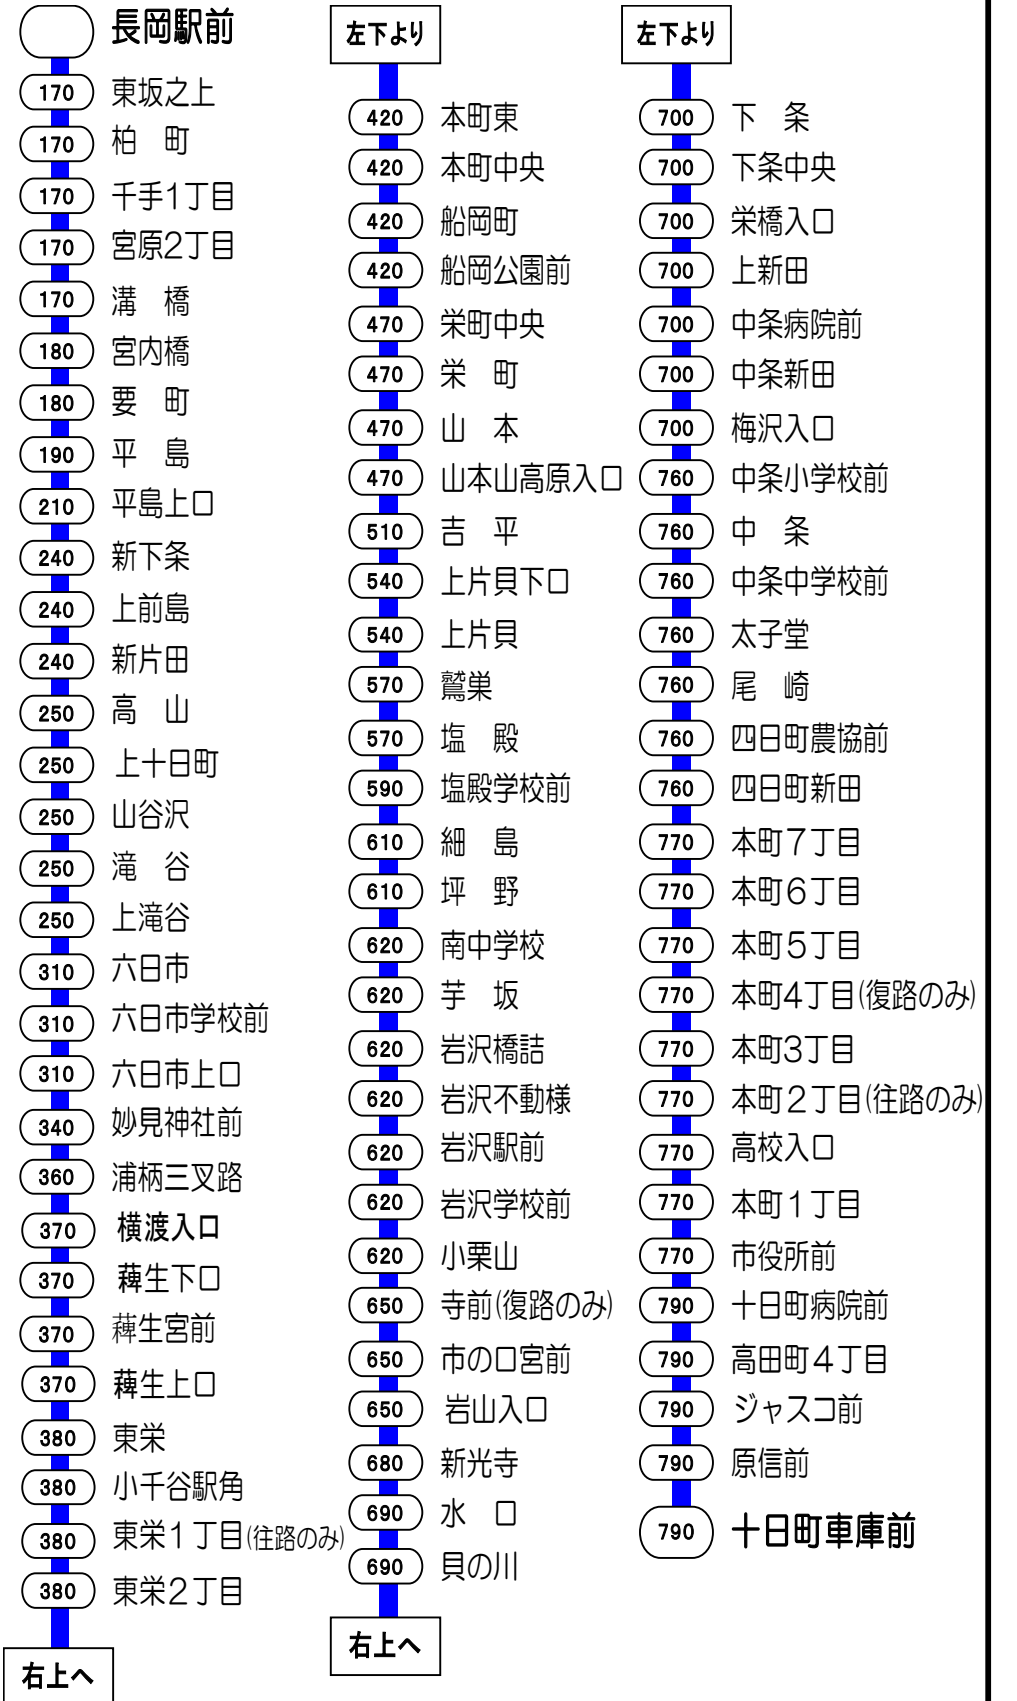 長岡駅前
170 東坂之上
170 柏　町
170 千手1丁目
170 宮原2丁目
170 溝　橋
180 宮内橋
180 要　町
190 平　島
210 平島上口
240 新下条
240 上前島
240 新片田
250 高　山
250 上十日町
250 山谷沢
250 滝　谷
250 上滝谷
310 六日市
310 六日市学校前
310 六日市上口
340 妙見神社前
360 浦柄三叉路
370 横渡入口
370 薭生下口
370 薭生宮前
370 薭生上口
380 東栄
380 小千谷駅角
380 東栄１丁目(往路のみ)
380 東栄２丁目
右上へ
左下より
420 本町東
420 本町中央
420 船岡町
420 船岡公園前
470 栄町中央
470 栄　町
470 山　本
470 山本山高原入口
510 吉　平
540 上片貝下口
540 上片貝
570 鷲巣
570 塩　殿
590 塩殿学校前
610 細　島
610 坪　野
620 南中学校
620 芋　坂
620 岩沢橋詰
620 岩沢不動様
620 岩沢駅前
620 岩沢学校前
620 小栗山
650 寺前(復路のみ)
650 市の口宮前
650 岩山入口
680 新光寺
690 水　口
690 貝の川
右上へ
左下より
700 下　条
700 下条中央
700 栄橋入口
700 上新田
700 中条病院前
700 中条新田
700 梅沢入口
760 中条小学校前
760 中　条
760 中条中学校前
760 太子堂
760 尾　崎
760 四日町農協前
760 四日町新田
770 本町７丁目
770 本町６丁目
770 本町５丁目
770 本町4丁目(復路のみ)
770 本町3丁目
770 本町２丁目(往路のみ)
770 高校入口
770 本町１丁目
770 市役所前
790 十日町病院前
790 高田町４丁目
790 ジャスコ前
790 原信前
790 十日町車庫前